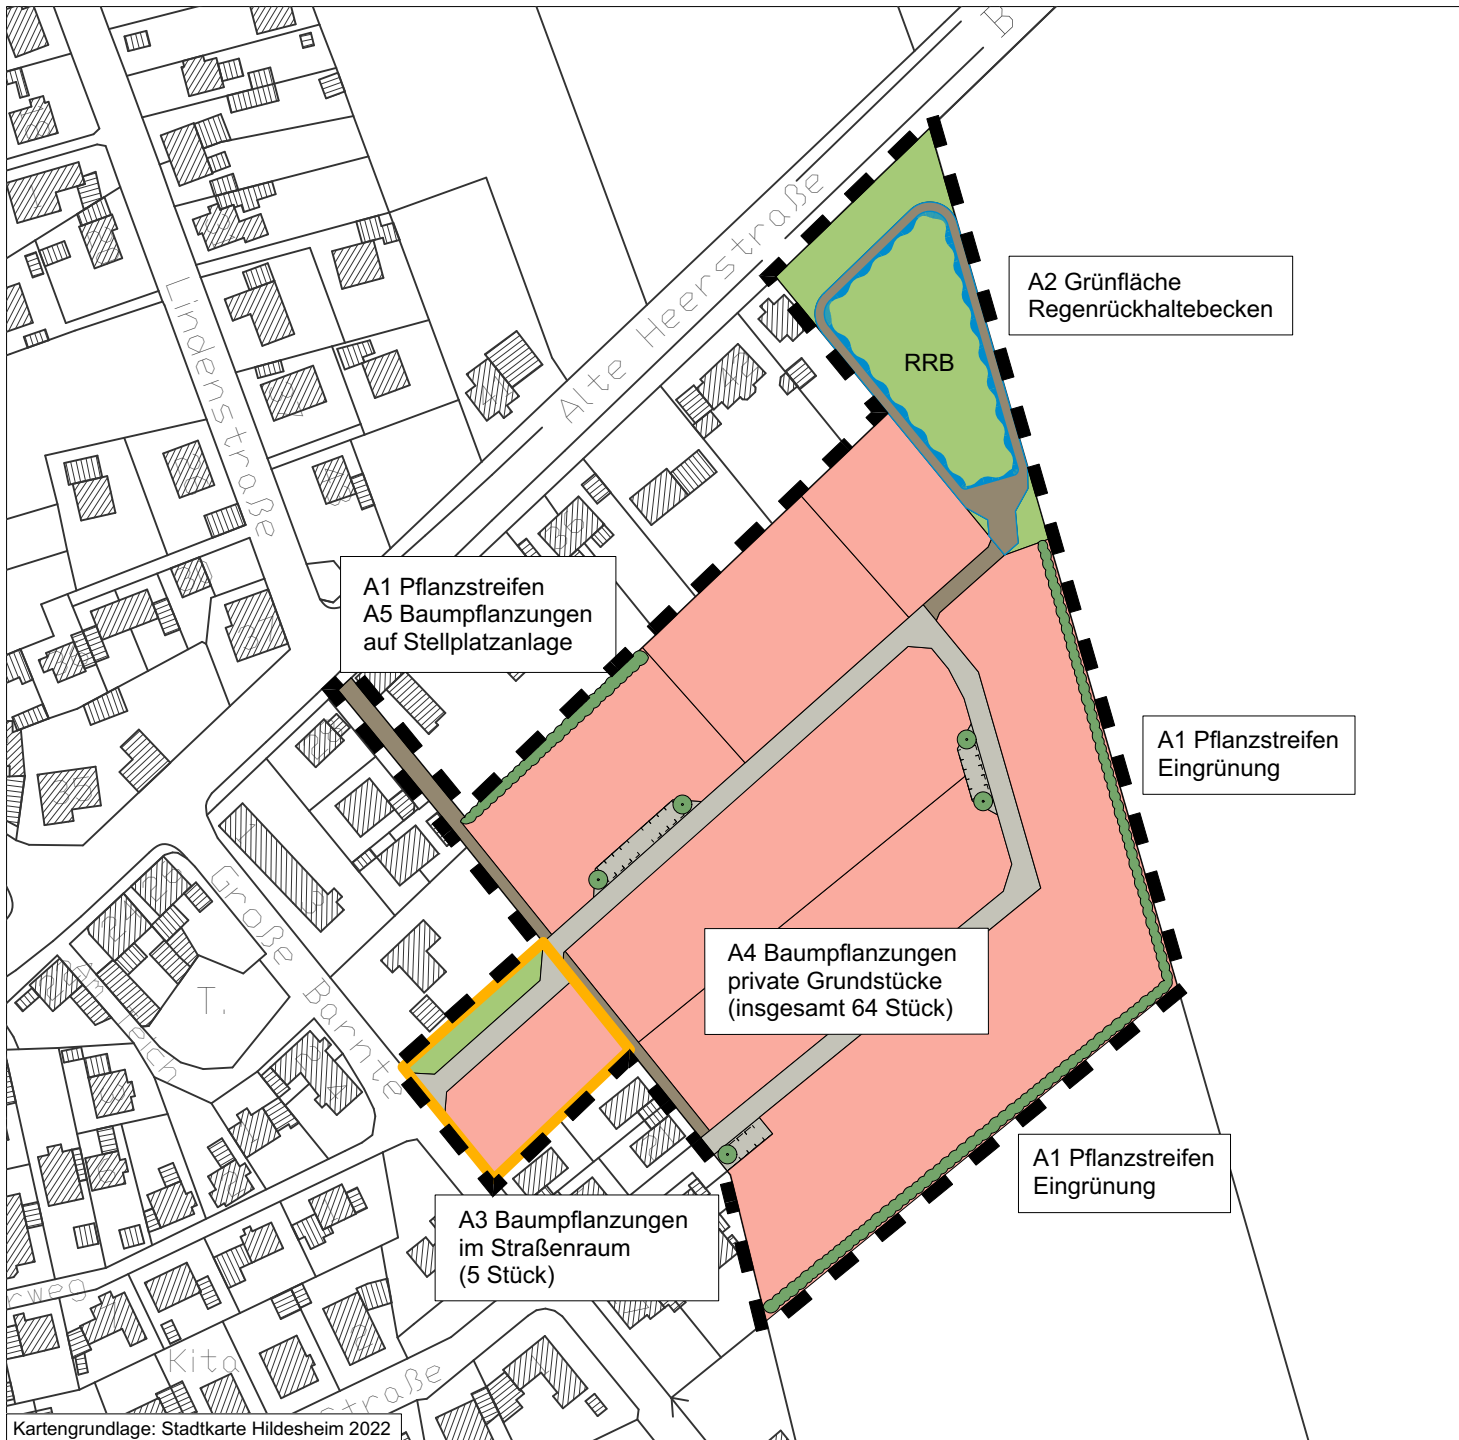 B
Alte Heerstraße
Lindenstraße
A2 Grünfläche
Regenrückhaltebecken
RRB
A1 Pflanzstreifen
A5 Baumpflanzungen
auf Stellplatzanlage
A1 Pflanzstreifen
Eingrünung
Große Barnte
T.
A4 Baumpflanzungen
private Grundstücke
(insgesamt 64 Stück)
A1 Pflanzstreifen
Eingrünung
A3 Baumpflanzungen
im Straßenraum
(5 Stück)
Kita
straße
Kartengrundlage: Stadtkarte Hildesheim 2022